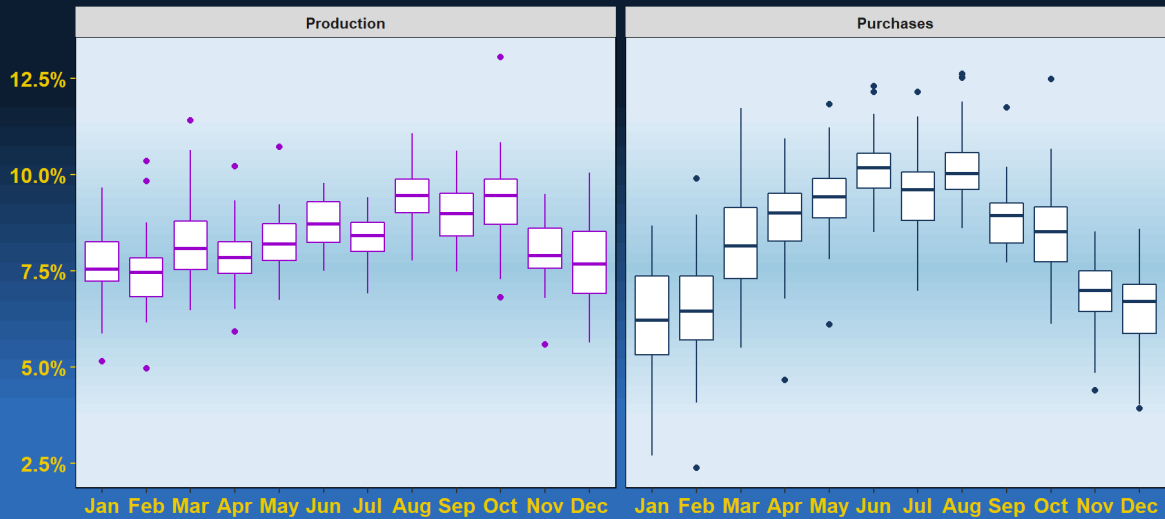 Production Purchases
12.5%
10.0%
7.5%
5.0%
2.5%
Jan Feb Mar Apr May Jun Jul Aug Sep Oct Nov Dec Jan Feb Mar Apr May Jun Jul Aug Sep Oct Nov Dec